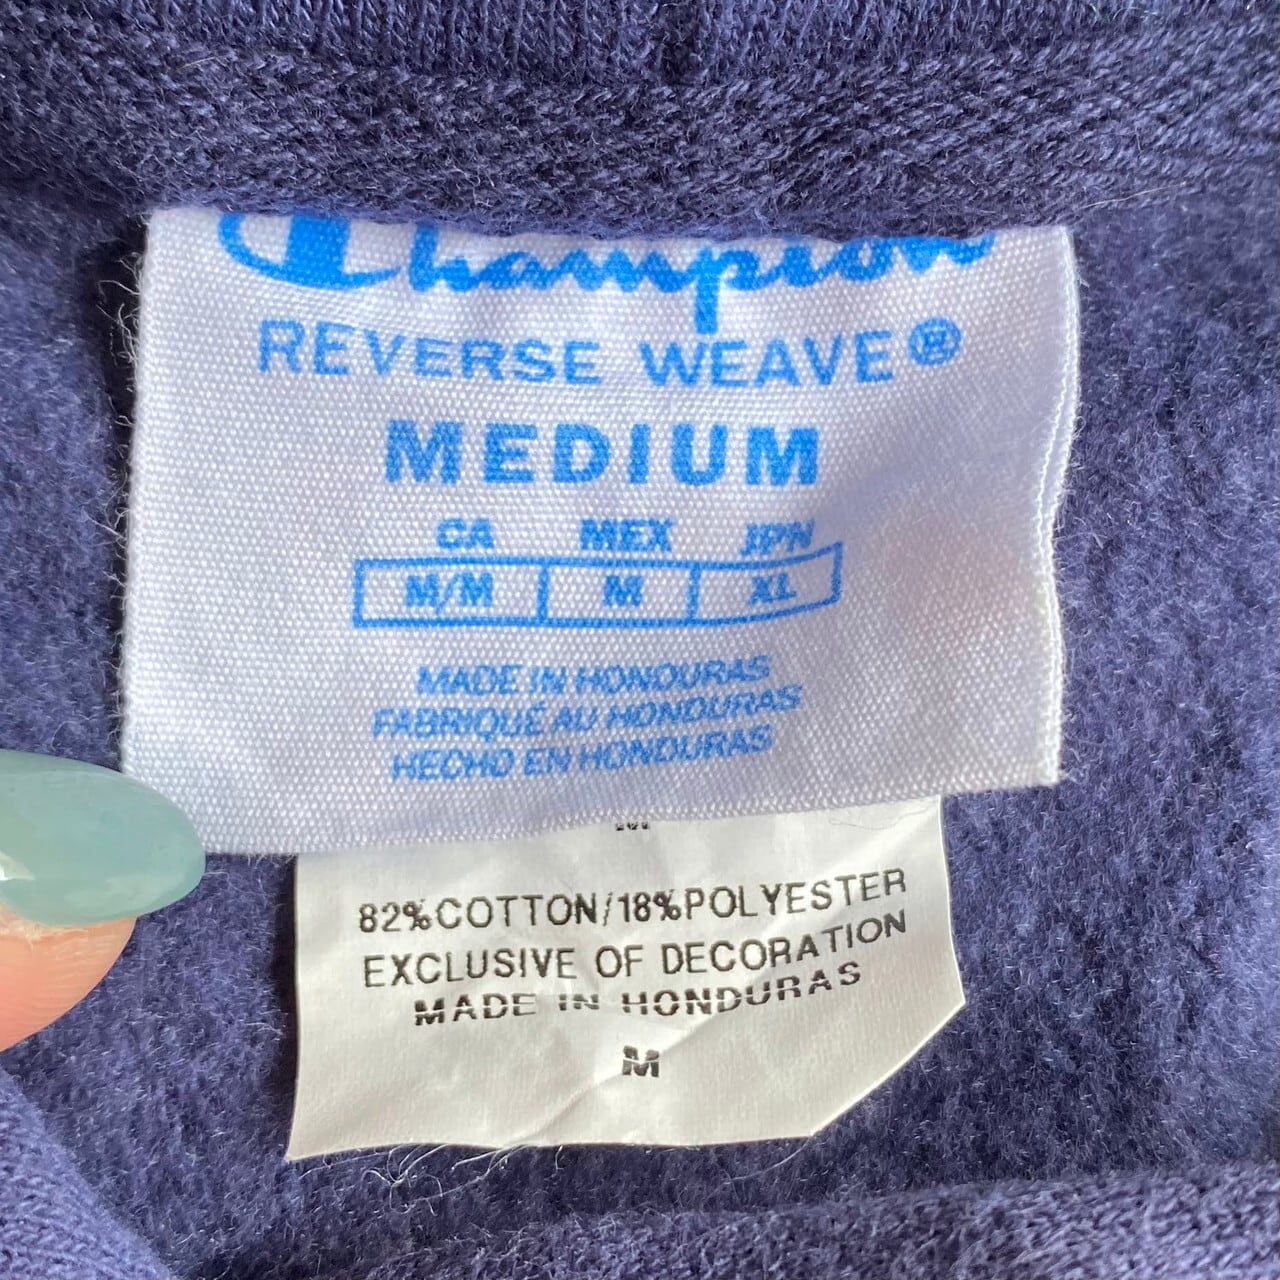 Champion
REVERSE WEAVE®
MEDIUM
CA MEX JPN
M/M M XL
MADE IN HONDURAS
FABRIQUÉ AU HONDURAS
HECHO EN HONDURAS
82%COTTON/18%POLYESTER
EXCLUSIVE OF DECORATION
MADE IN HONDURAS
M